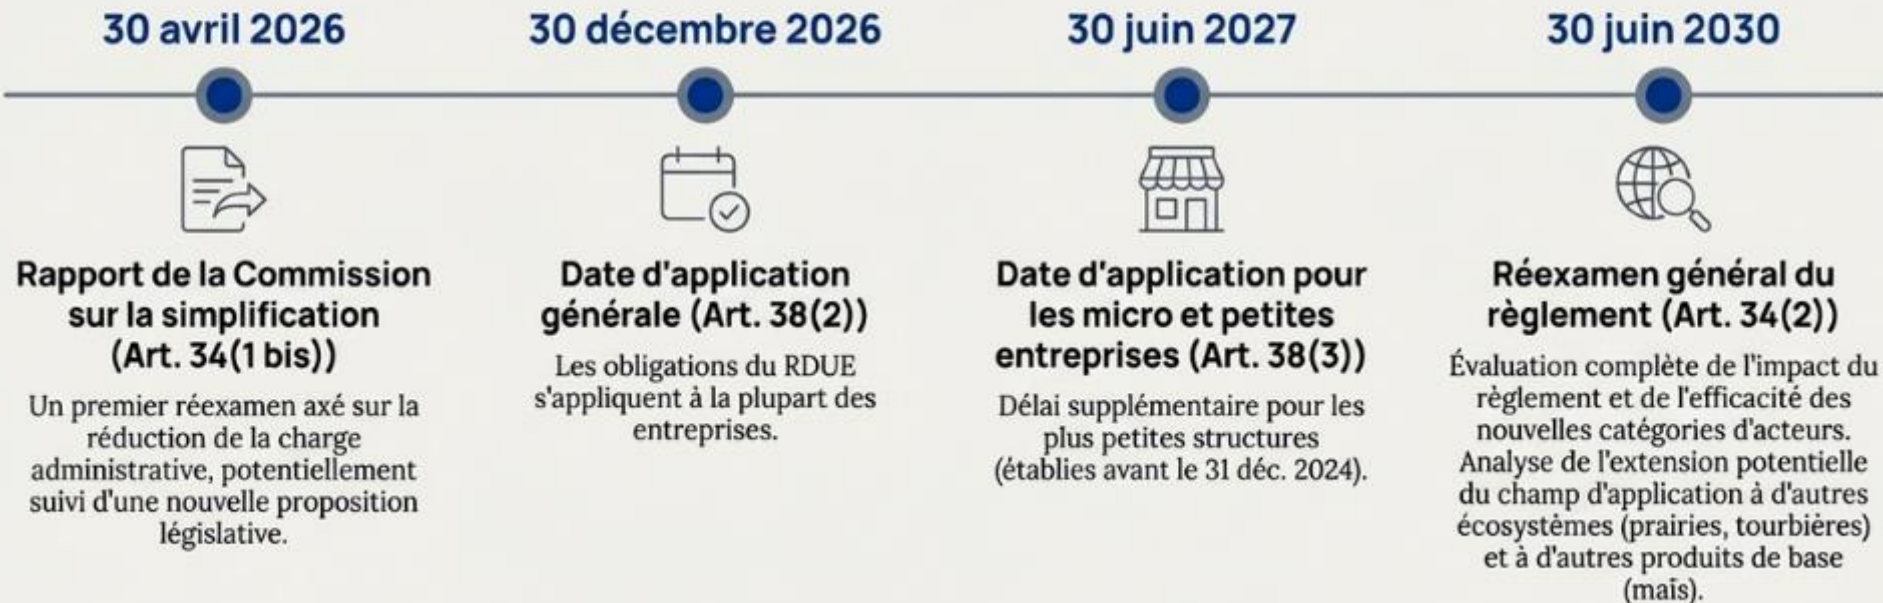 30 avril 2026
Rapport de la Commission
sur la simplification
(Art. 34(1 bis))
Un premier réexamen axé sur la
réduction de la charge
administrative, potentiellement
suivi d'une nouvelle proposition
législative.
30 décembre 2026
Date d'application
générale (Art. 38(2))
Les obligations du RDUE
s'appliquent à la plupart des
entreprises.
30 juin 2027
Date d'application pour
les micro et petites
entreprises (Art. 38(3))
Délai supplémentaire pour les
plus petites structures
(établies avant le 31 déc. 2024).
30 juin 2030
Réexamen général du
règlement (Art. 34(2))
Évaluation complète de l'impact du
règlement et de l'efficacité des
nouvelles catégories d'acteurs.
Analyse de l'extension potentielle
du champ d'application à d'autres
écosystèmes (prairies, tourbières)
et à d'autres produits de base
(maïs).